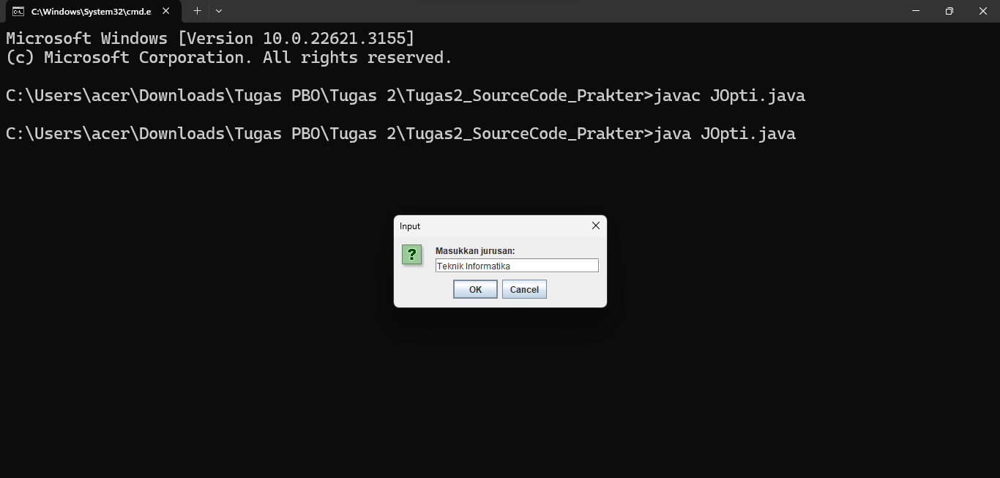 C:\Windows\System32\cmd.e
Microsoft Windows [Version 10.0.22621.3155]
(c) Microsoft Corporation. All rights reserved.
C:\Users\acer\Downloads\Tugas PBO\Tugas 2\Tugas2_SourceCode_Prakter>javac JOpti.java
C:\Users\acer\Downloads\Tugas PBO\Tugas 2\Tugas2_SourceCode_Prakter>java JOpti.java
Input
?
Masukkan jurusan:
Teknik Informatika
OK Cancel